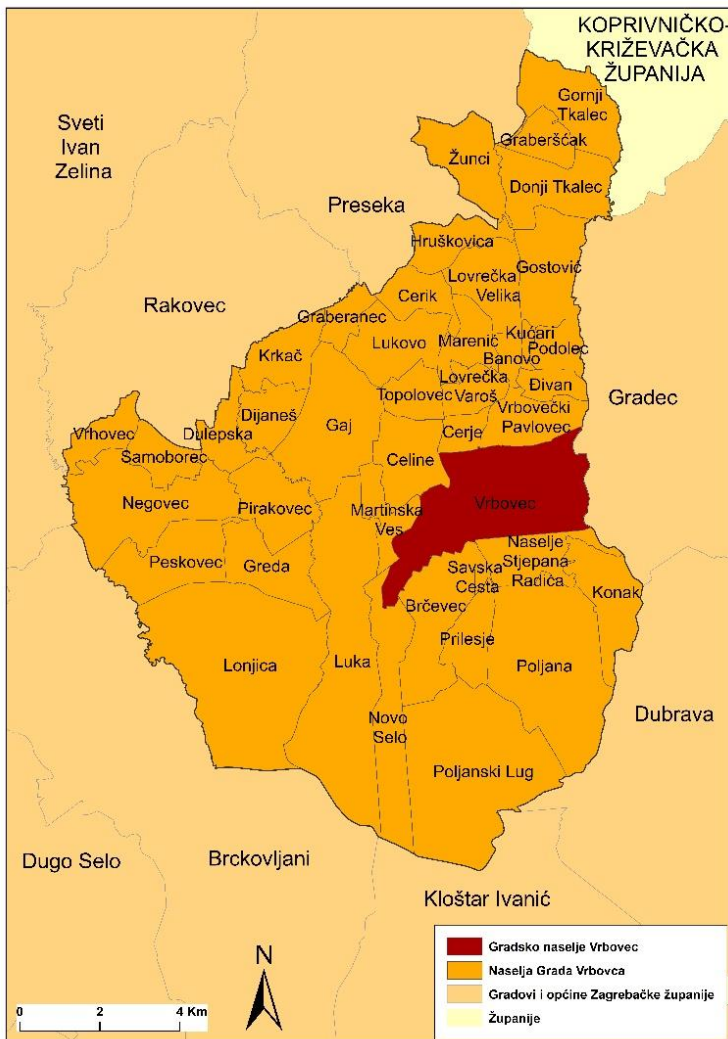 KOPRIVNIČKO-
KRIŽEVAČKA
ŽUPANIJA
Gornji
Tkalec
Sveti
Ivan
Zelina
Graberščak
Žunci
Donji Tkalec
Preseka
Hruškovica
Gostović
Lovrečka
Velika
Cerik
Rakovec
Graberanec
Kućari
Lukovo
Marenić
Podolec
Krkač
Banovo
Lovrečka
Varoš
Đivan
Topolovec
Gradec
Dijaneš
Gaj
Vrbovečki
Pavlovec
Vrhovec
Dulepska
Cerje
Samoborec
Celine
Negovec
Pirakovec
Martinska
Ves
Vrbovec
Peskovec
Greda
Naselje
Stjepana
Radića
Savska
Cesta
Konak
Brčevec
Prilesje
Lonjica
Luka
Poljana
Novo
Selo
Dubrava
Poljanski Lug
Dugo Selo
Brckovljani
Kloštar Ivanić
N
0 2 4 Km
Gradsko naselje Vrbovec
Naselja Grada Vrbovca
Gradovi i općine Zagrebačke županije
Županije